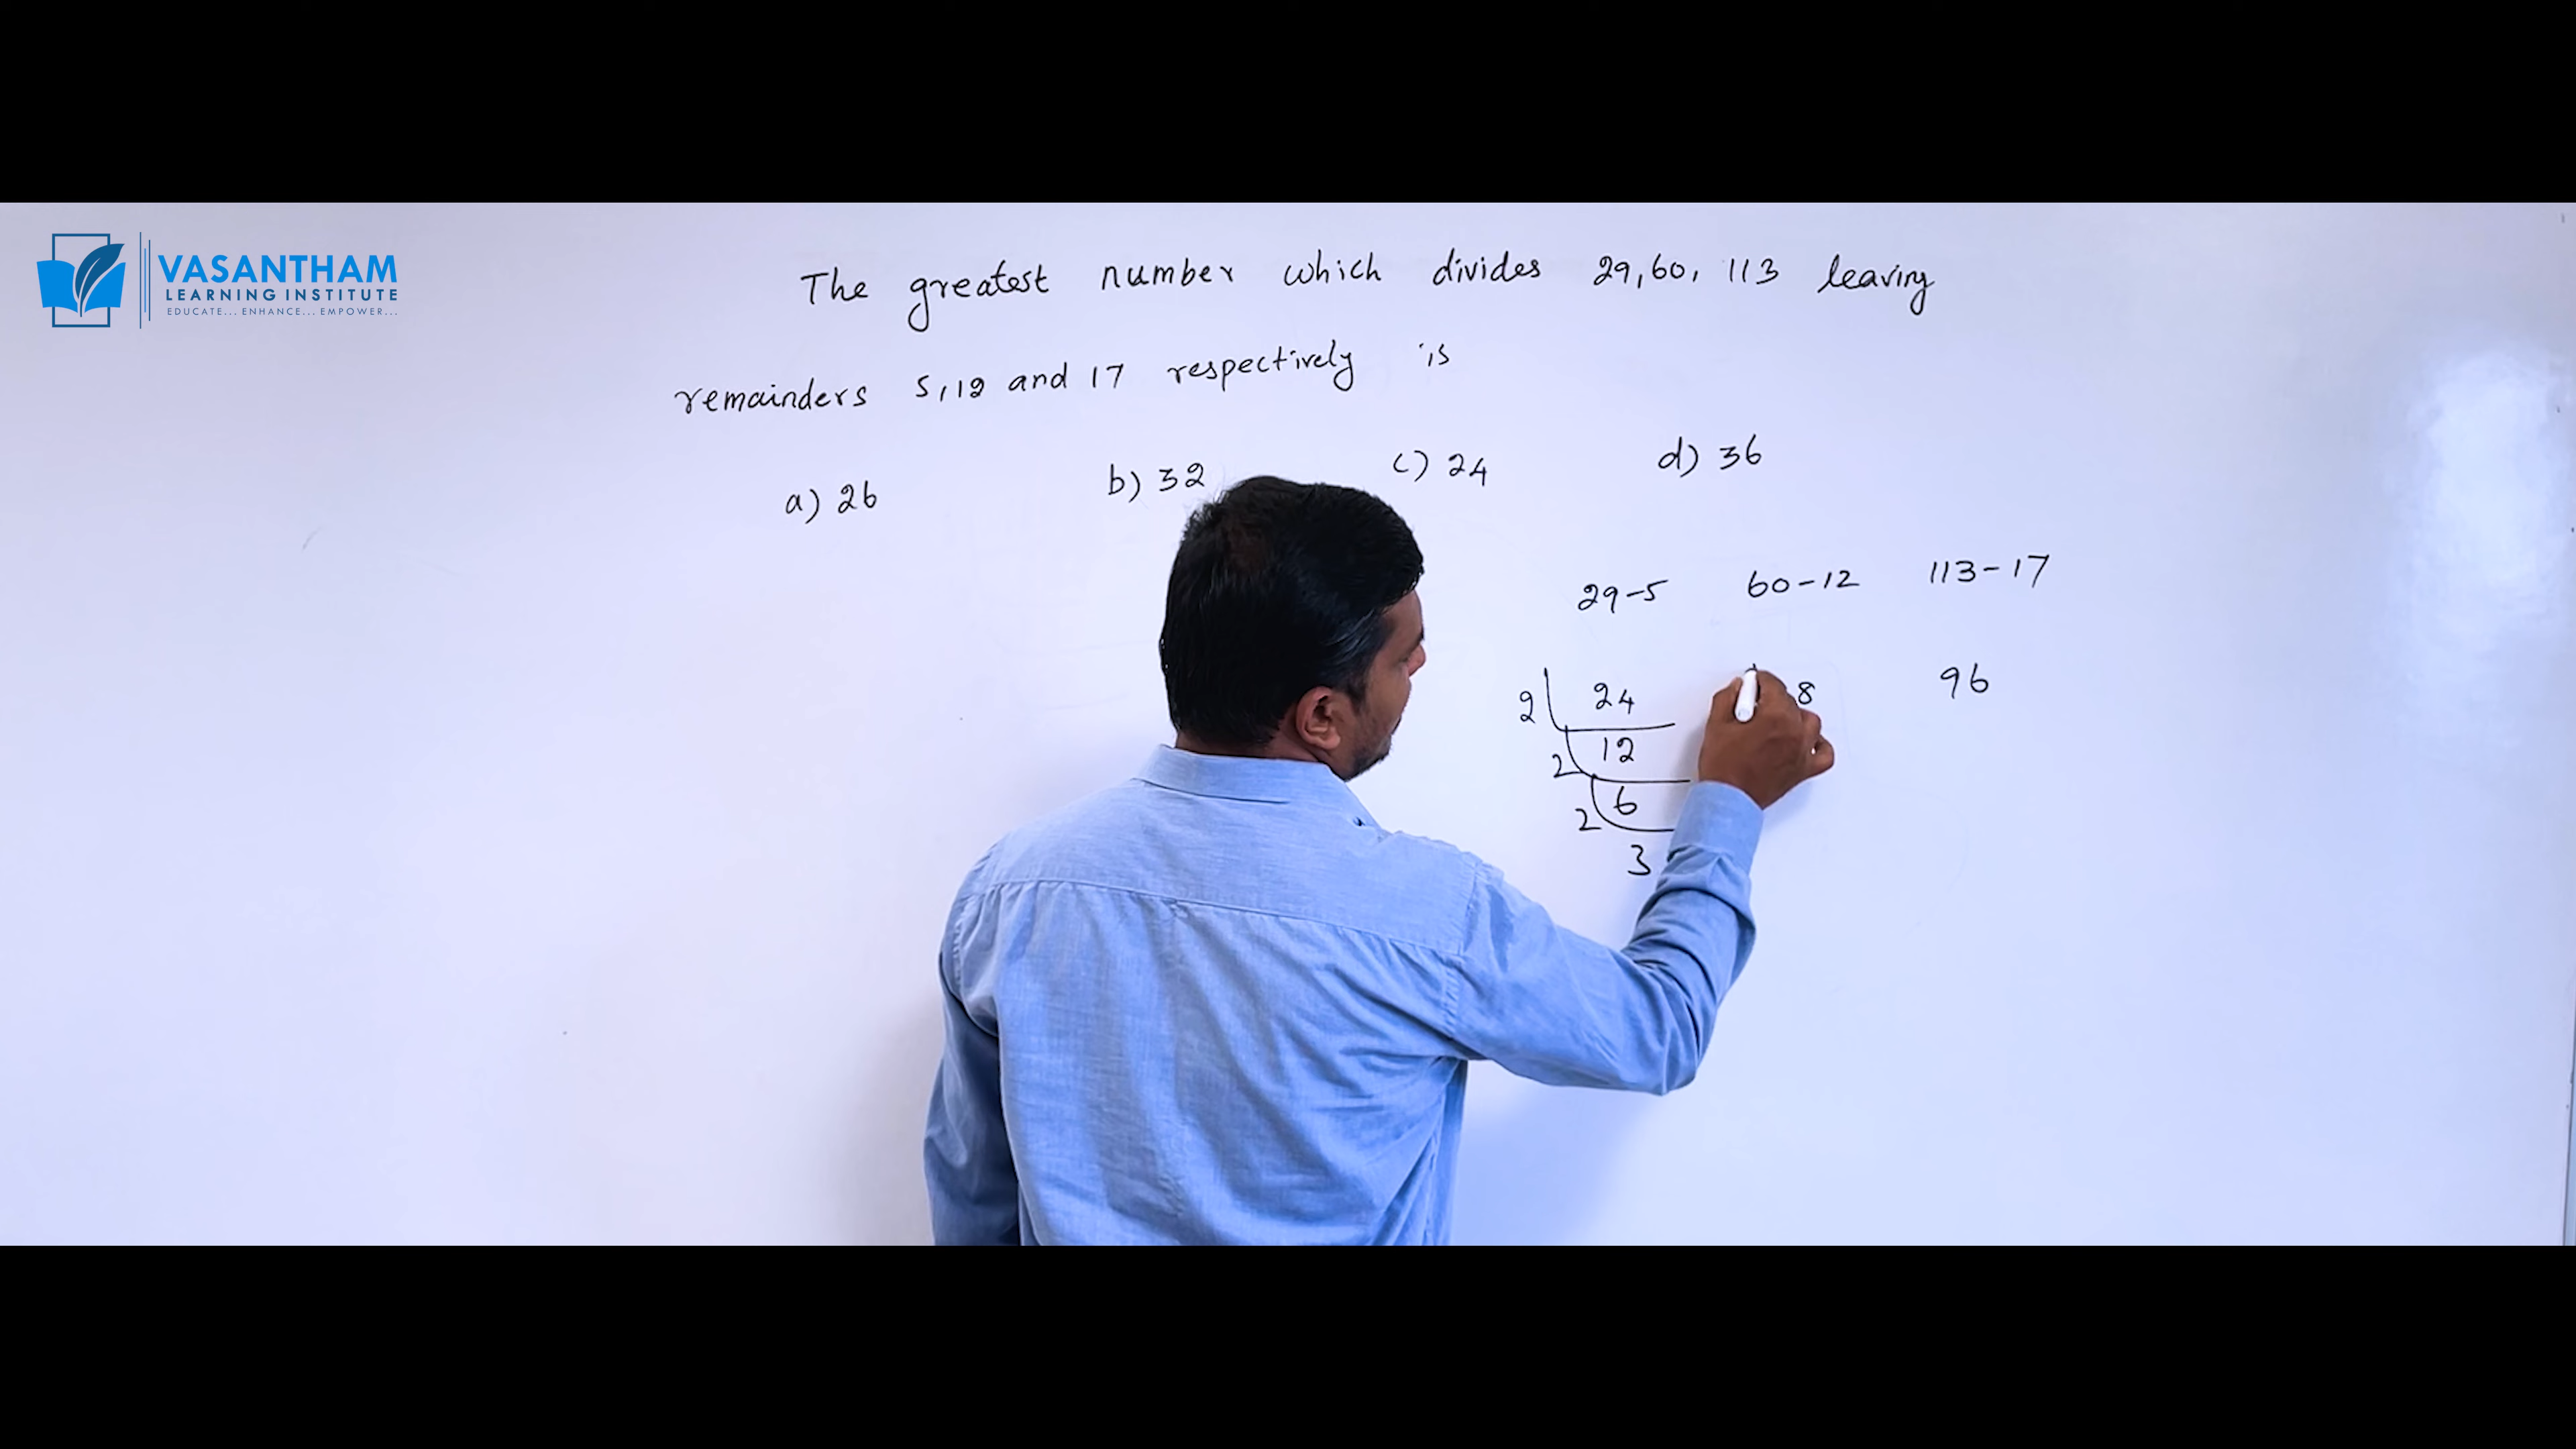 VASANTHAM
LEARNING INSTITUTE
EDUCATE... ENHANCE... EMPOWER...
The greatest number which divides 29, 60, 113 leaving
remainders 5, 12 and 17 respectively is
a) 26 b) 32 c) 24 d) 36
29-5 60-12 113-17
2 24 8 96
2 12
2 6
3